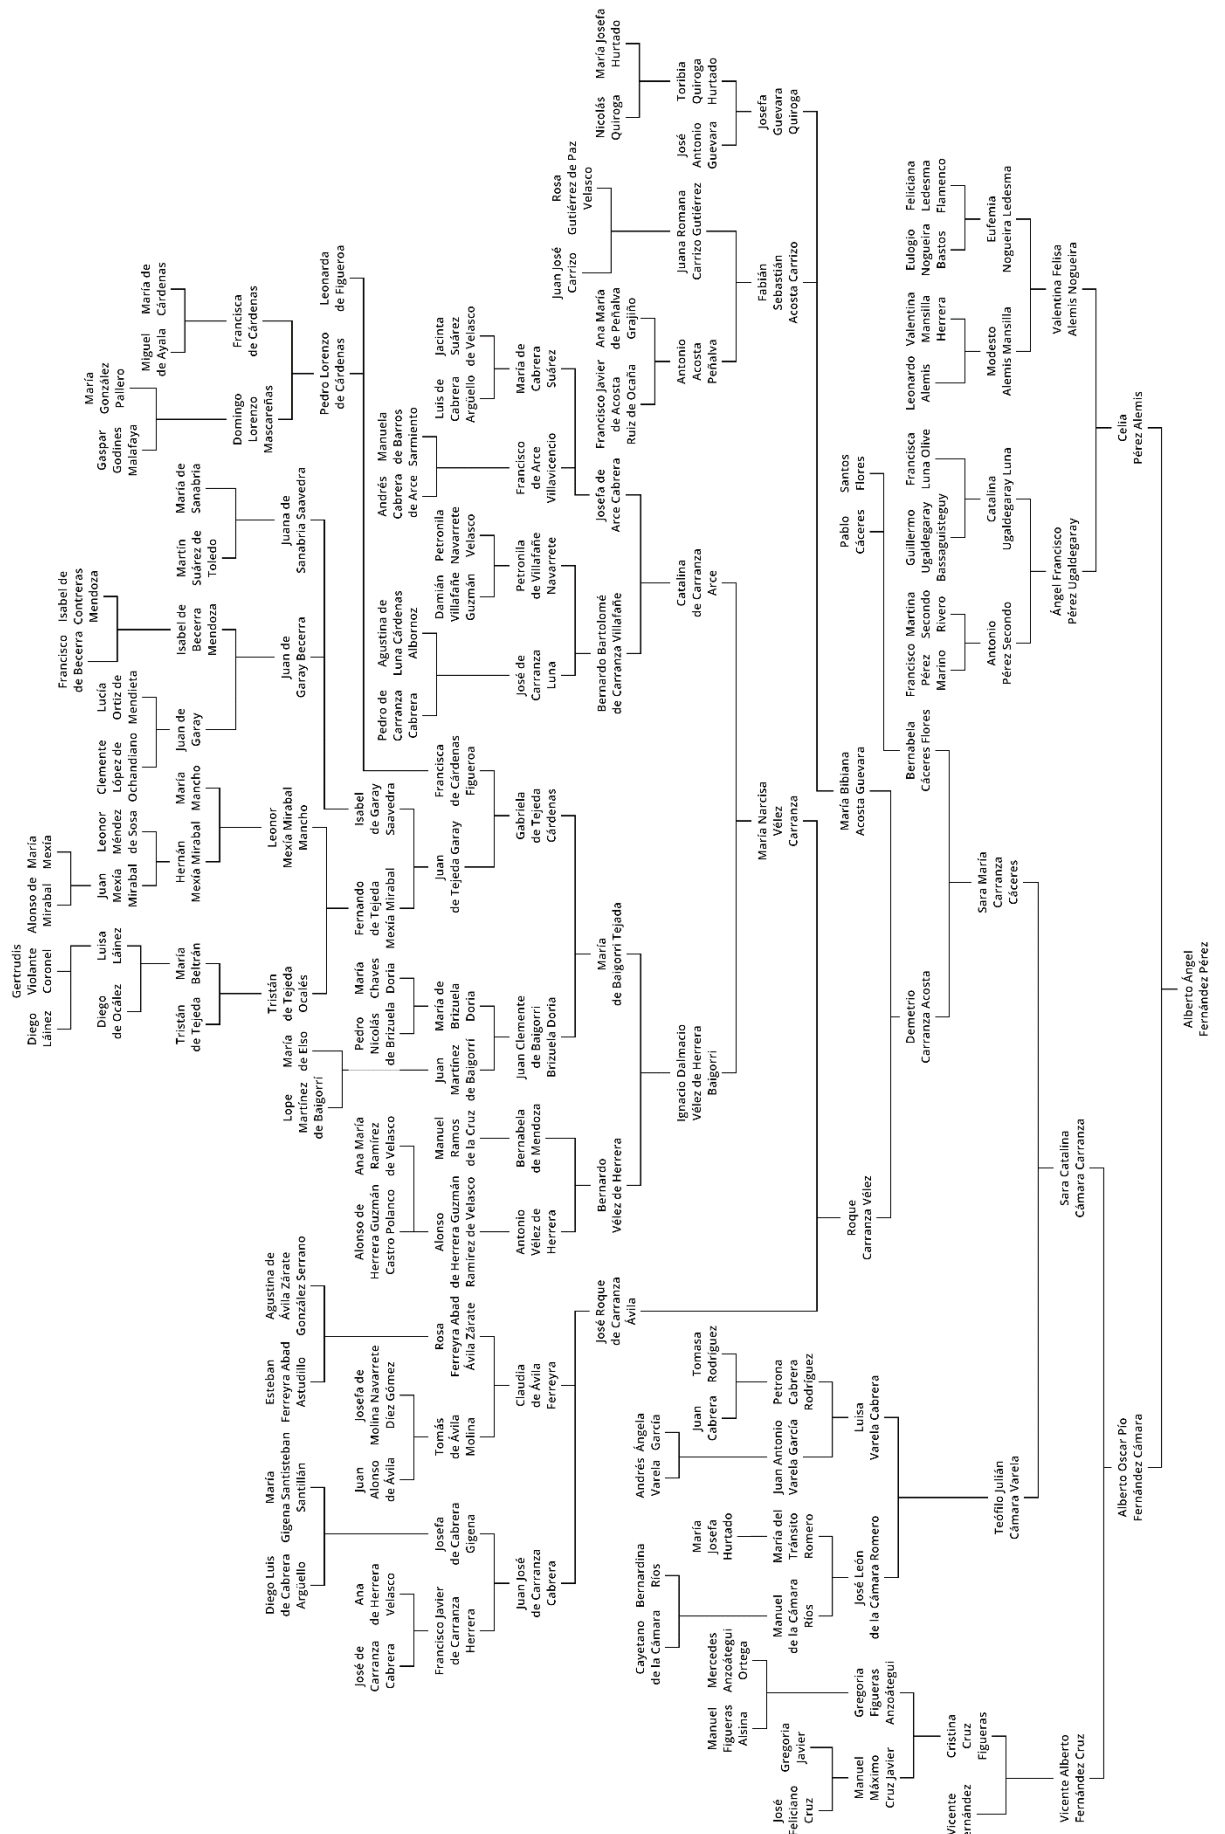 Diego
Láinez
Gertrudis
Violante
Coronel
Alonso de
Mirabal
María
Mexía
Francisco
de Becerra
Isabel de
Contreras
Mendoza
Diego
de Ocález
Luisa
Láinez
Juan
Mexía
Mirabal
Leonor
Méndez
de Sosa
Clemente
López de
Ochandiano
Lucía
Ortiz de
Mendieta
Gaspar
Godines
Malafaya
María
González
Pallero
Miguel
de Ayala
María de
Cárdenas
Tristán
de Tejeda
María
Beltrán
Hernán
Mexía Mirabal
María
Mancho
Juan de
Garay
Isabel de
Becerra
Mendoza
Martín
Suárez de
Toledo
María de
Sanabria
Domingo
Lorenzo
Mascareñas
Francisca
de Cárdenas
Diego Luis
de Cabrera
Argüello
María
Gigena Santisteban
Santillán
Esteban
Ferreyra Abad
Astudillo
Agustina de
Ávila Zárate
González Serrano
Lope
Martínez
de Baigorrí
María
de Elso
Tristán
de Tejeda
Ocalés
Leonor
Mexía Mirabal
Mancho
Juan de
Garay Becerra
Juana de
Sanabria Saavedra
Pedro Lorenzo
de Cárdenas
Leonarda
de Figueroa
José de
Carranza
Cabrera
Ana
de Herrera
Velasco
Juan
Alonso
de Ávila
Josefa de
Molina Navarrete
Díez Gómez
Alonso de
Herrera Guzmán
Castro Polanco
Ana María
Ramírez
de Velasco
Pedro
Nicolás
de Brizuela
María
Chaves
Doria
Fernando
de Tejeda
Mexía Mirabal
Isabel
de Garay
Saavedra
Pedro de
Carranza
Cabrera
Agustina de
Luna Cárdenas
Albornoz
Andrés
Cabrera
de Arce
Manuela
de Barros
Sarmiento
Francisco Javier
de Carranza
Herrera
Josefa
de Cabrera
Gigena
Tomás
de Ávila
Molina
Rosa
Ferreyra Abad
Ávila Zárate
Alonso
de Herrera Guzmán
Ramírez de Velasco
Manuel
Ramos
de la Cruz
Juan
Martínez
de Baigorrí
María de
Brizuela
Doria
Juan
de Tejeda Garay
Francisca
de Cárdenas
Figueroa
Damián
Villafañe
Guzmán
Petronila
Navarrete
Velasco
Luis de
Cabrera
Argüello
Jacinta
Suárez
de Velasco
Juan José
de Carranza
Cabrera
Claudia
de Ávila
Ferreyra
Antonio
Vélez de
Herrera
Bernabela
de Mendoza
Juan Clemente
de Baigorri
Brizuela Doria
Gabriela
de Tejeda
Cárdenas
José de
Carranza
Luna
Petronila
de Villafañe
Navarrete
Francisco
de Arce
Villavicencio
María de
Cabrera
Suárez
Juan José
Carrizo
Rosa
Gutiérrez de Paz
Velasco
José Roque
de Carranza
Ávila
Bernardo
Vélez de Herrera
María
de Baigorri Tejada
Bernardo Bartolomé
de Carranza Villafañe
Josefa de
Arce Cabrera
Francisco Javier
de Acosta
Ruiz de Ocaña
Ana María
de Peñalva
Grajiño
Nicolás
Quiroga
María Josefa
Hurtado
Cayetano
de la Cámara
Bernardina
Ríos
Andrés
Varela
Ángela
García
Manuel
Figueras
Alsina
Mercedes
Anzoátegui
Ortega
María
Josefa
Hurtado
Juan
Cabrera
Tomasa
Rodríguez
Ignacio Dalmacio
Vélez de Herrera
Baigorri
Catalina
de Carranza
Arce
Antonio
Acosta
Peñalva
Juana Romana
Carrizo Gutiérrez
José
Antonio
Guevara
Toribia
Quiroga
Hurtado
José
Feliciano
Cruz
Gregoria
Javier
Manuel
de la Cámara
Ríos
María del
Tránsito
Romero
Juan Antonio
Varela García
Petrona
Cabrera
Rodríguez
María Narcisa
Vélez
Carranza
Fabián
Sebastián
Acosta Carrizo
Josefa
Guevara
Quiroga
Manuel
Máximo
Cruz Javier
Gregoria
Figueras
Anzoátegui
José León
de la Cámara Romero
Luisa
Varela Cabrera
Roque
Carranza Vélez
María Bibiana
Acosta Guevara
Pablo
Cáceres
Santos
Flores
Vicente
Cristina
Cruz
Figueras
Demetrio
Carranza Acosta
Bernabela
Cáceres Flores
Francisco
Pérez
Marino
Martina
Secondo
Rivero
Guillermo
Ugaldegaray
Bassaguisteguy
Francisca
Luna Olive
Leonardo
Alemis
Valentina
Mansilla
Herrera
Eulogio
Nogueira
Bastos
Feliciana
Ledesma
Flamenco
Teófilo Julián
Cámara Varela
Sara María
Carranza
Cáceres
Antonio
Pérez Secondo
Catalina
Ugaldegaray Luna
Modesto
Alemis Mansilla
Eufemia
Nogueira Ledesma
Vicente Alberto
Fernández Cruz
Sara Catalina
Cámara Carranza
Ángel Francisco
Pérez Ugaldegaray
Valentina Felisa
Alemis Nogueira
Alberto Oscar Pío
Fernández Cámara
Celia
Pérez Alemis
Alberto Ángel
Fernández Pérez